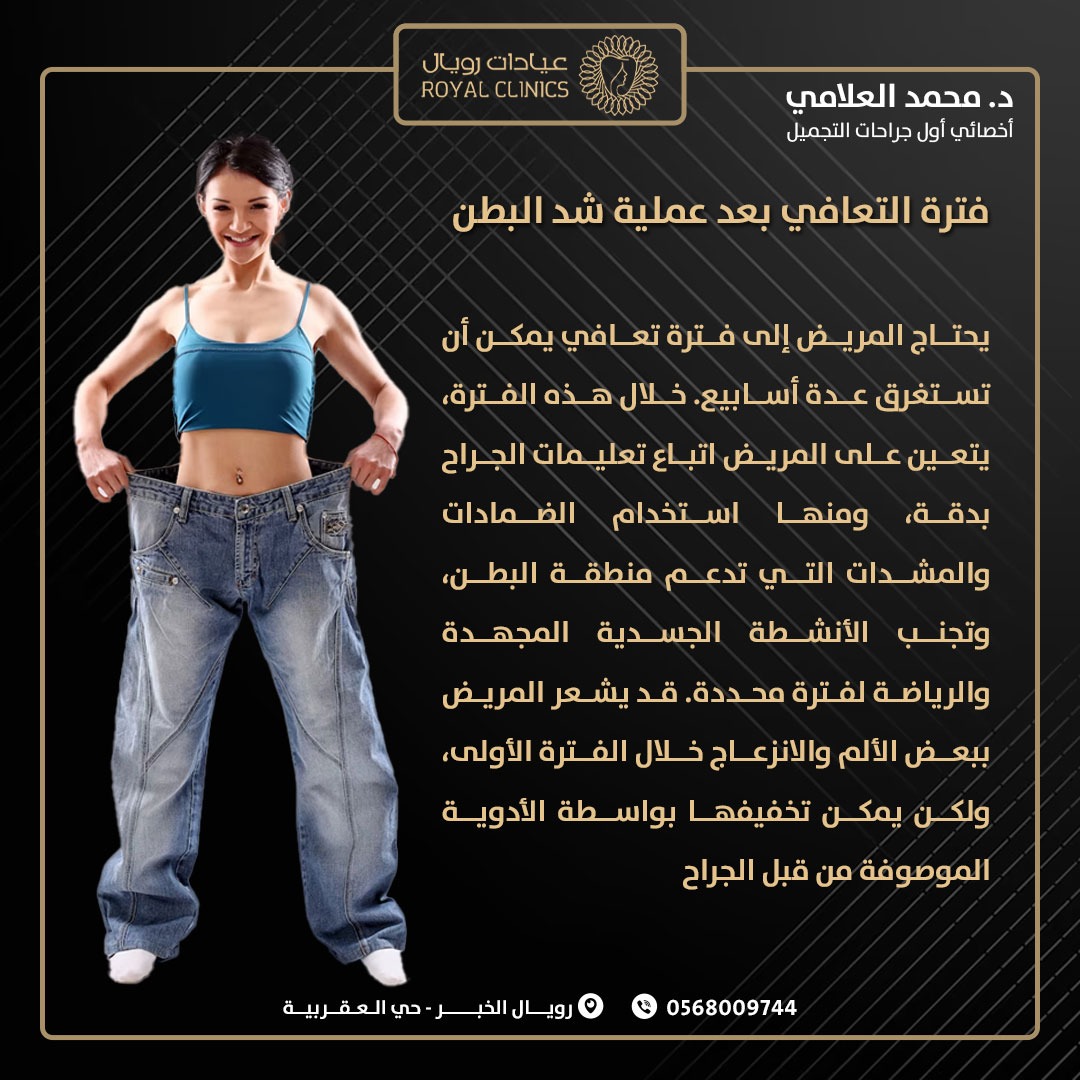 عيادات رويال
ROYAL CLINICS
د. محمد العلامي
أخصائي أول جراحات التجميل
فترة التعافي بعد عملية شد البطن
يحتاج المريض إلى فترة تعافي يمكن أن
تستغرق عدة أسابيع. خلال هذه الفترة،
يتعين على المريض اتباع تعليمات الجراح
بدقة، ومنها استخدام الضمادات
والمشدات التي تدعم منطقة البطن،
وتجنب الأنشطة الجسدية المجهدة
والرياضة لفترة محددة. قد يشعر المريض
ببعض الألم والانزعاج خلال الفترة الأولى،
ولكن يمكن تخفيفها بواسطة الأدوية
الموصوفة من قبل الجراح
0568009744
رويال الخبر - حي العقربية